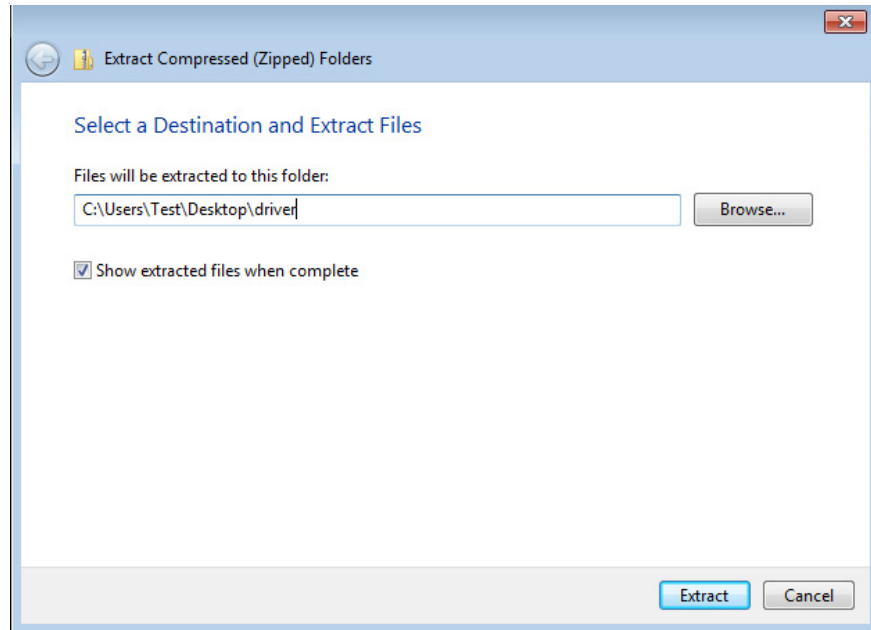 Extract Compressed (Zipped) Folders
Select a Destination and Extract Files
Files will be extracted to this folder:
C:\Users\Test\Desktop\driver
Browse...
Show extracted files when complete
Extract
Cancel